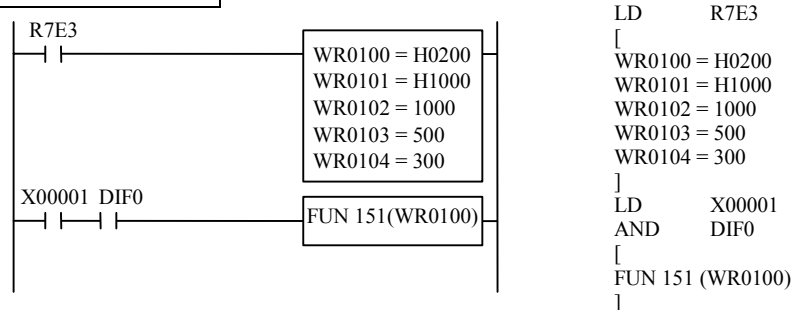 R7E3
WR0100 = H0200
WR0101 = H1000
WR0102 = 1000
WR0103 = 500
WR0104 = 300
X00001 DIF0
FUN 151(WR0100)
LD R7E3
[
WR0100 = H0200
WR0101 = H1000
WR0102 = 1000
WR0103 = 500
WR0104 = 300
]
LD X00001
AND DIF0
[
FUN 151 (WR0100)
]